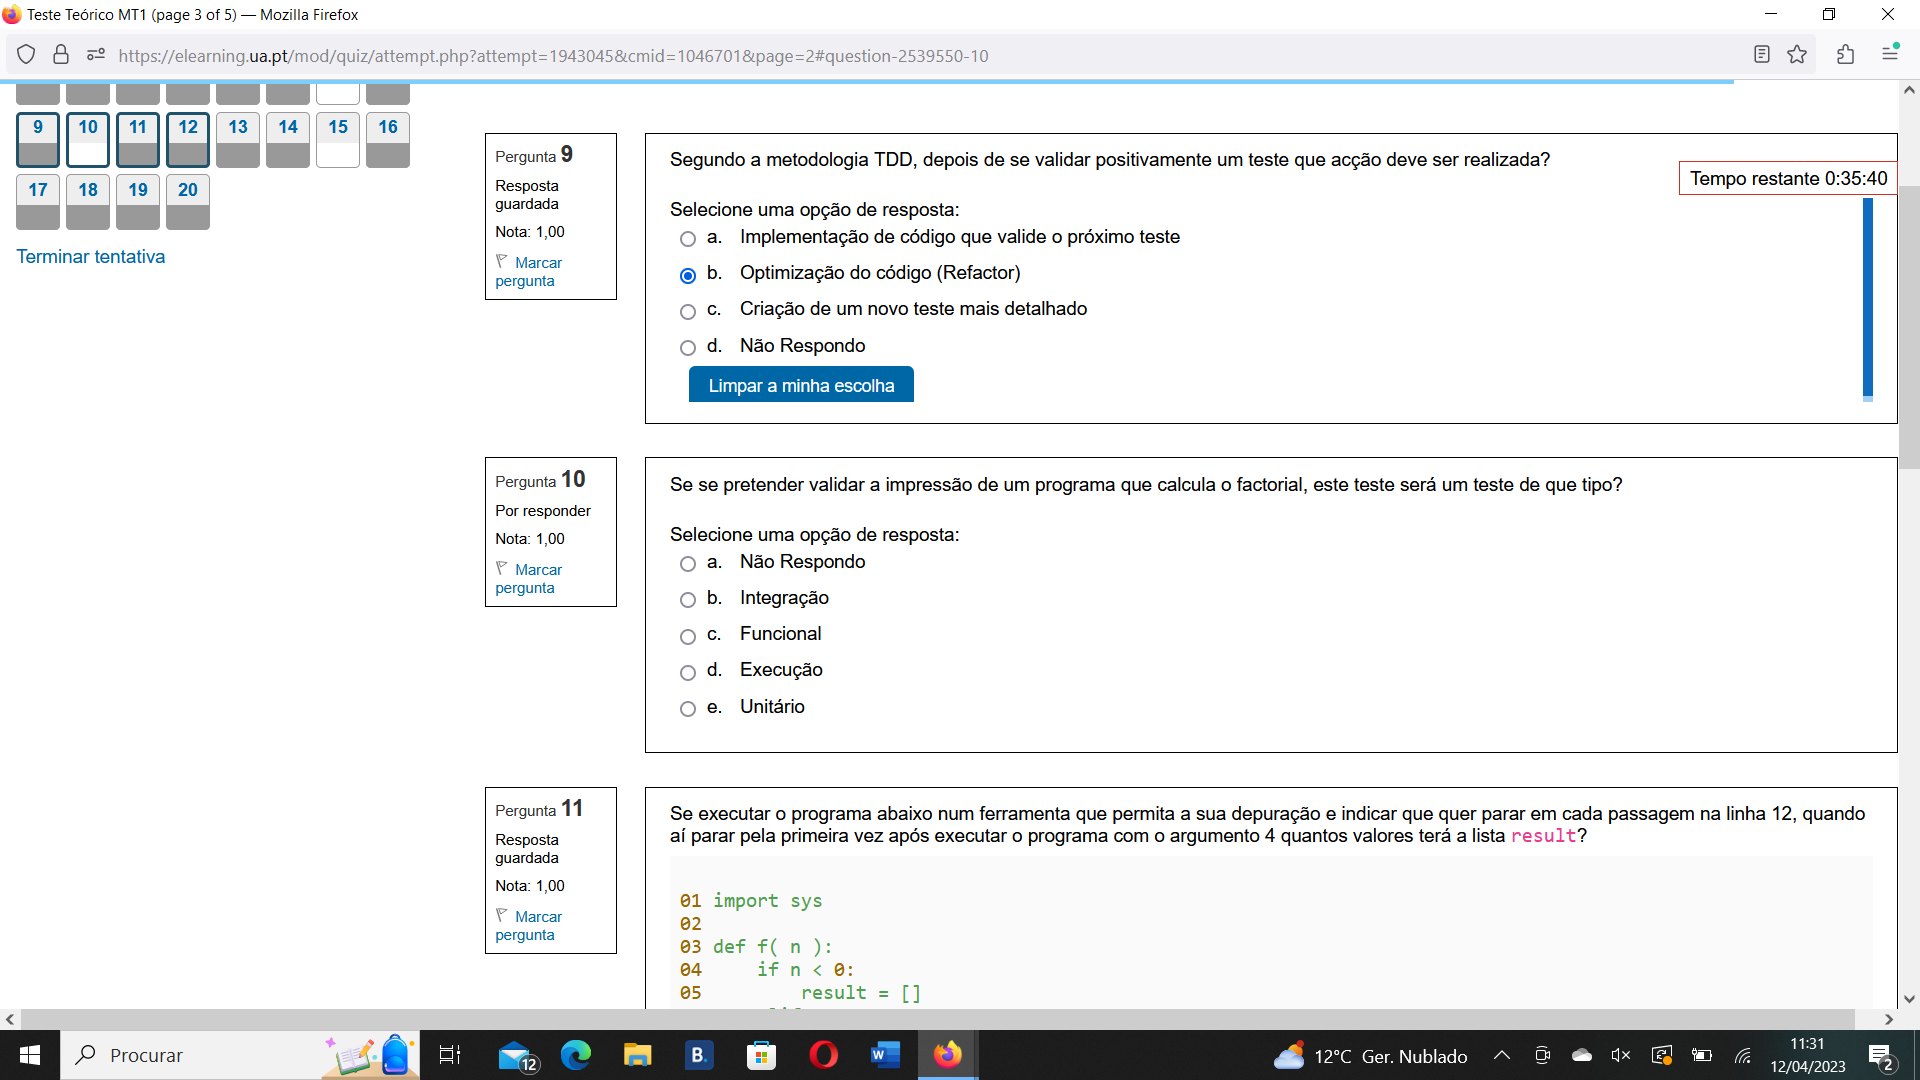 Teste Teórico MT1 (page 3 of 5) — Mozilla Firefox
https://elearning.ua.pt/mod/quiz/attempt.php?attempt=1943045&cmid=1046701&page=2#question-2539550-10
9 10 11 12 13 14 15 16
17 18 19 20
Terminar tentativa
Pergunta 9
Resposta
guardada
Nota: 1,00
Marcar
pergunta
Segundo a metodologia TDD, depois de se validar positivamente um teste que acção deve ser realizada?
Tempo restante 0:35:40
Selecione uma opção de resposta:
a. Implementação de código que valide o próximo teste
b. Optimização do código (Refactor)
c. Criação de um novo teste mais detalhado
d. Não Respondo
Limpar a minha escolha
Pergunta 10
Por responder
Nota: 1,00
Marcar
pergunta
Se se pretender validar a impressão de um programa que calcula o factorial, este teste será um teste de que tipo?
Selecione uma opção de resposta:
a. Não Respondo
b. Integração
c. Funcional
d. Execução
e. Unitário
Pergunta 11
Resposta
guardada
Nota: 1,00
Marcar
pergunta
Se executar o programa abaixo num ferramenta que permita a sua depuração e indicar que quer parar em cada passagem na linha 12, quando
aí parar pela primeira vez após executar o programa com o argumento 4 quantos valores terá a lista result?
01 import sys
02
03 def f( n ):
04     if n < 0:
05         result = []
Procurar
12
B.
W
12°C Ger. Nublado
11:31
12/04/2023
2